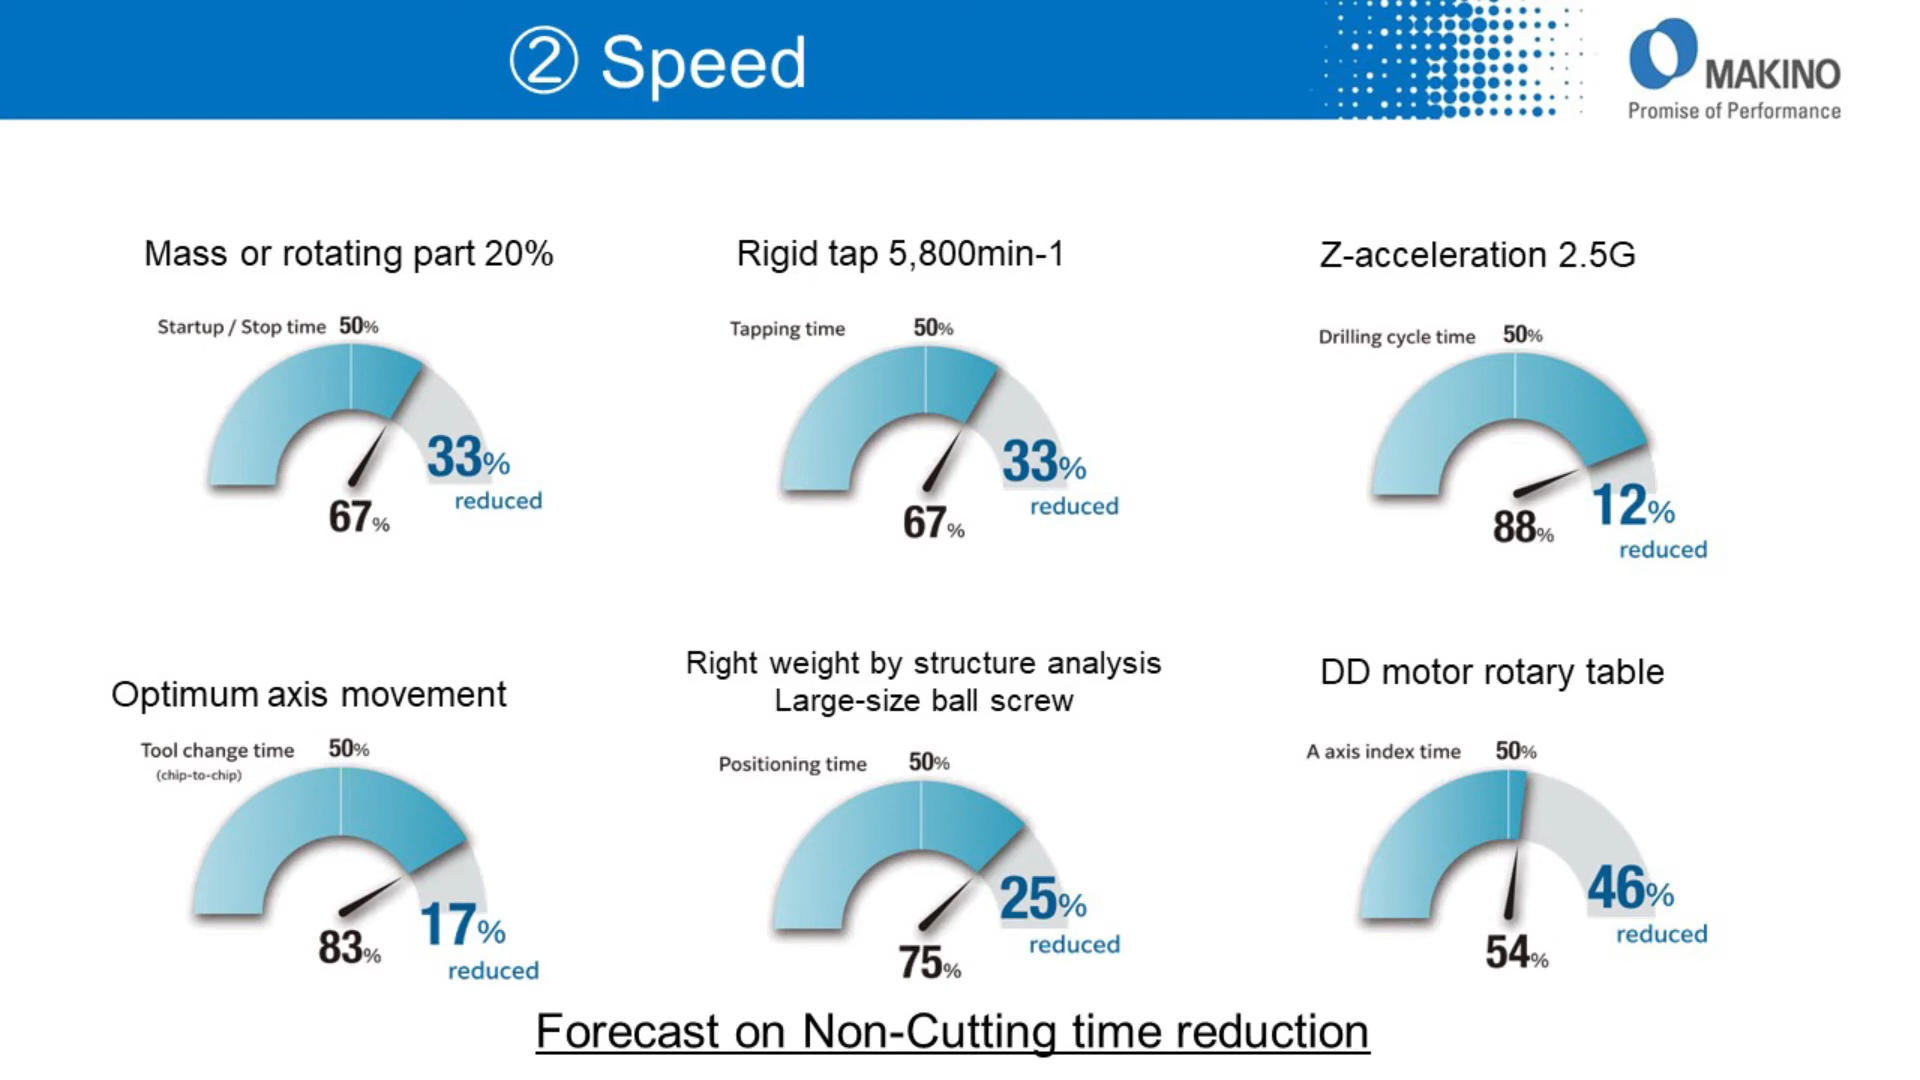 ② Speed
MAKINO
Promise of Performance
Mass or rotating part 20%
Startup / Stop time 50%
33%
reduced
67%
Rigid tap 5,800min-1
Tapping time 50%
33%
reduced
67%
Z-acceleration 2.5G
Drilling cycle time 50%
12%
reduced
88%
Optimum axis movement
Tool change time 50%
(chip-to-chip)
17%
reduced
83%
Right weight by structure analysis
Large-size ball screw
Positioning time 50%
25%
reduced
75%
DD motor rotary table
A axis index time 50%
46%
reduced
54%
Forecast on Non-Cutting time reduction